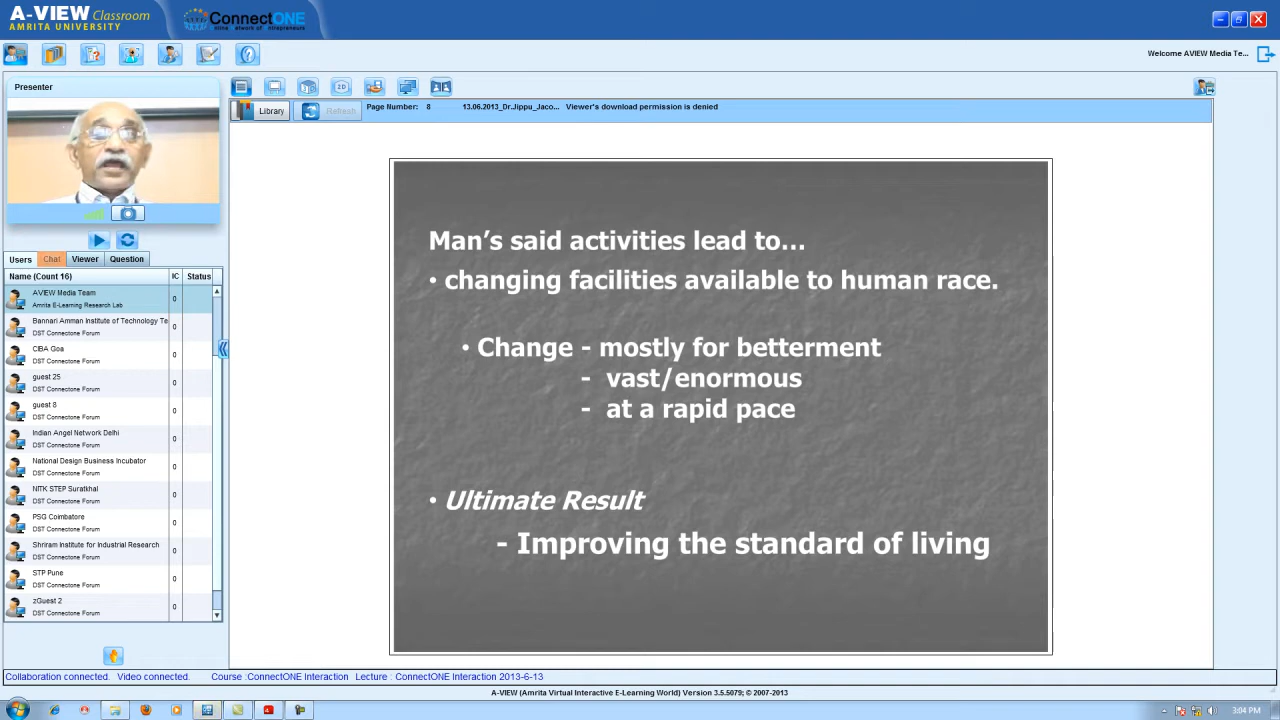 A-VIEW Classroom
AMRITA UNIVERSITY
ConnectONE
Welcome AVIEW Media Te...
Presenter
Library
Refresh
Page Number: 8 13.06.2013_Dr.Jippu_Jaco... Viewer's download permission is denied
Man's said activities lead to...
• changing facilities available to human race.
• Change - mostly for betterment
- vast/enormous
- at a rapid pace
• Ultimate Result
- Improving the standard of living
Users Chat Viewer Question
Name (Count 16) IC Status
AVIEW Media Team
Amrita E-Learning Research Lab
0
Bannari Amman Institute of Technology Te
DST Connectone Forum
0
CIBA Goa
DST Connectone Forum
0
guest 25
DST Connectone Forum
0
guest 8
DST Connectone Forum
0
Indian Angel Network Delhi
DST Connectone Forum
0
National Design Business Incubator
DST Connectone Forum
0
NITK STEP Suratkhal
DST Connectone Forum
0
PSG Coimbatore
DST Connectone Forum
0
Shriram Institute for Industrial Research
DST Connectone Forum
0
STP Pune
DST Connectone Forum
0
zGuest 2
DST Connectone Forum
0
Collaboration connected. Video connected. Course :ConnectONE Interaction Lecture : ConnectONE Interaction 2013-6-13
A-VIEW (Amrita Virtual Interactive E-Learning World) Version 3.5.5079; © 2007-2013
3:04 PM